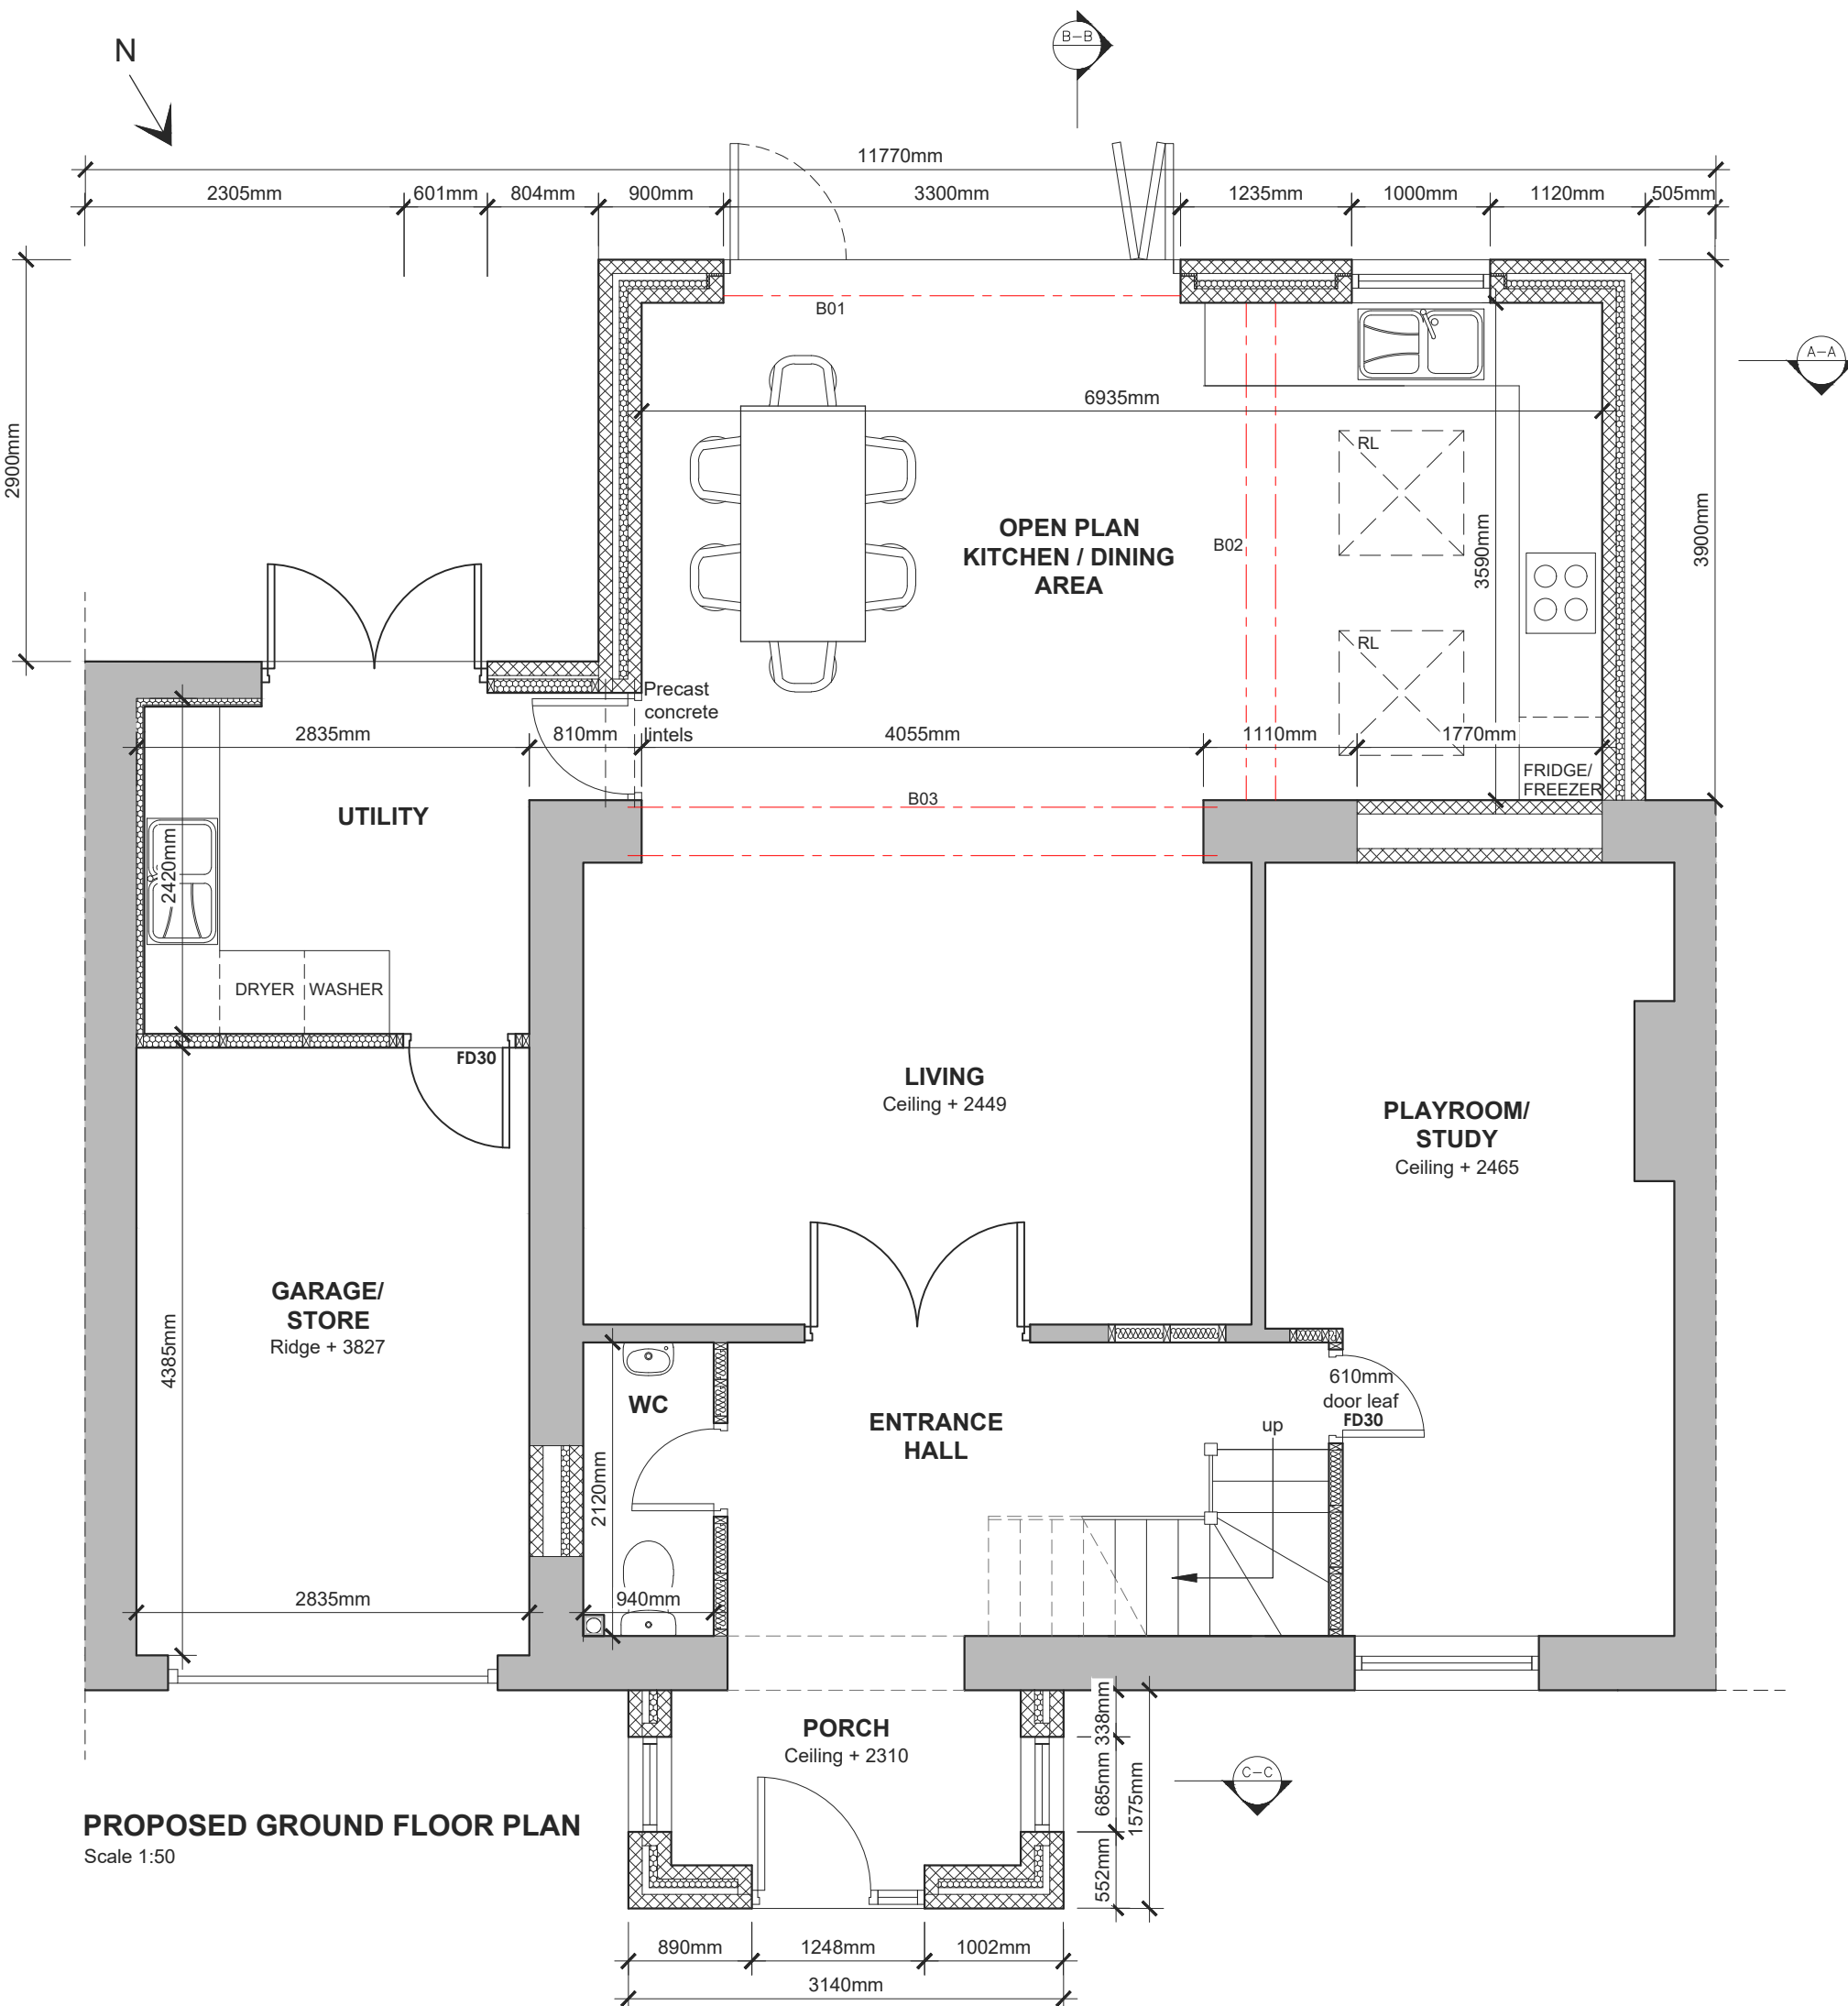 N
B-B
11770mm
2305mm
601mm
804mm
900mm
3300mm
1235mm
1000mm
1120mm
505mm
B01
A-A
6935mm
RL
2900mm
OPEN PLAN
KITCHEN / DINING
AREA
B02
3590mm
3900mm
RL
Precast
concrete
lintels
2835mm
810mm
4055mm
1110mm
1770mm
FRIDGE/
FREEZER
B03
UTILITY
2420mm
DRYER
WASHER
FD30
LIVING
Ceiling + 2449
PLAYROOM/
STUDY
Ceiling + 2465
GARAGE/
STORE
Ridge + 3827
4385mm
WC
610mm
door leaf
FD30
ENTRANCE
HALL
up
2120mm
2835mm
940mm
PORCH
Ceiling + 2310
338mm
685mm
552mm
1575mm
C-C
PROPOSED GROUND FLOOR PLAN
Scale 1:50
890mm
1248mm
1002mm
3140mm